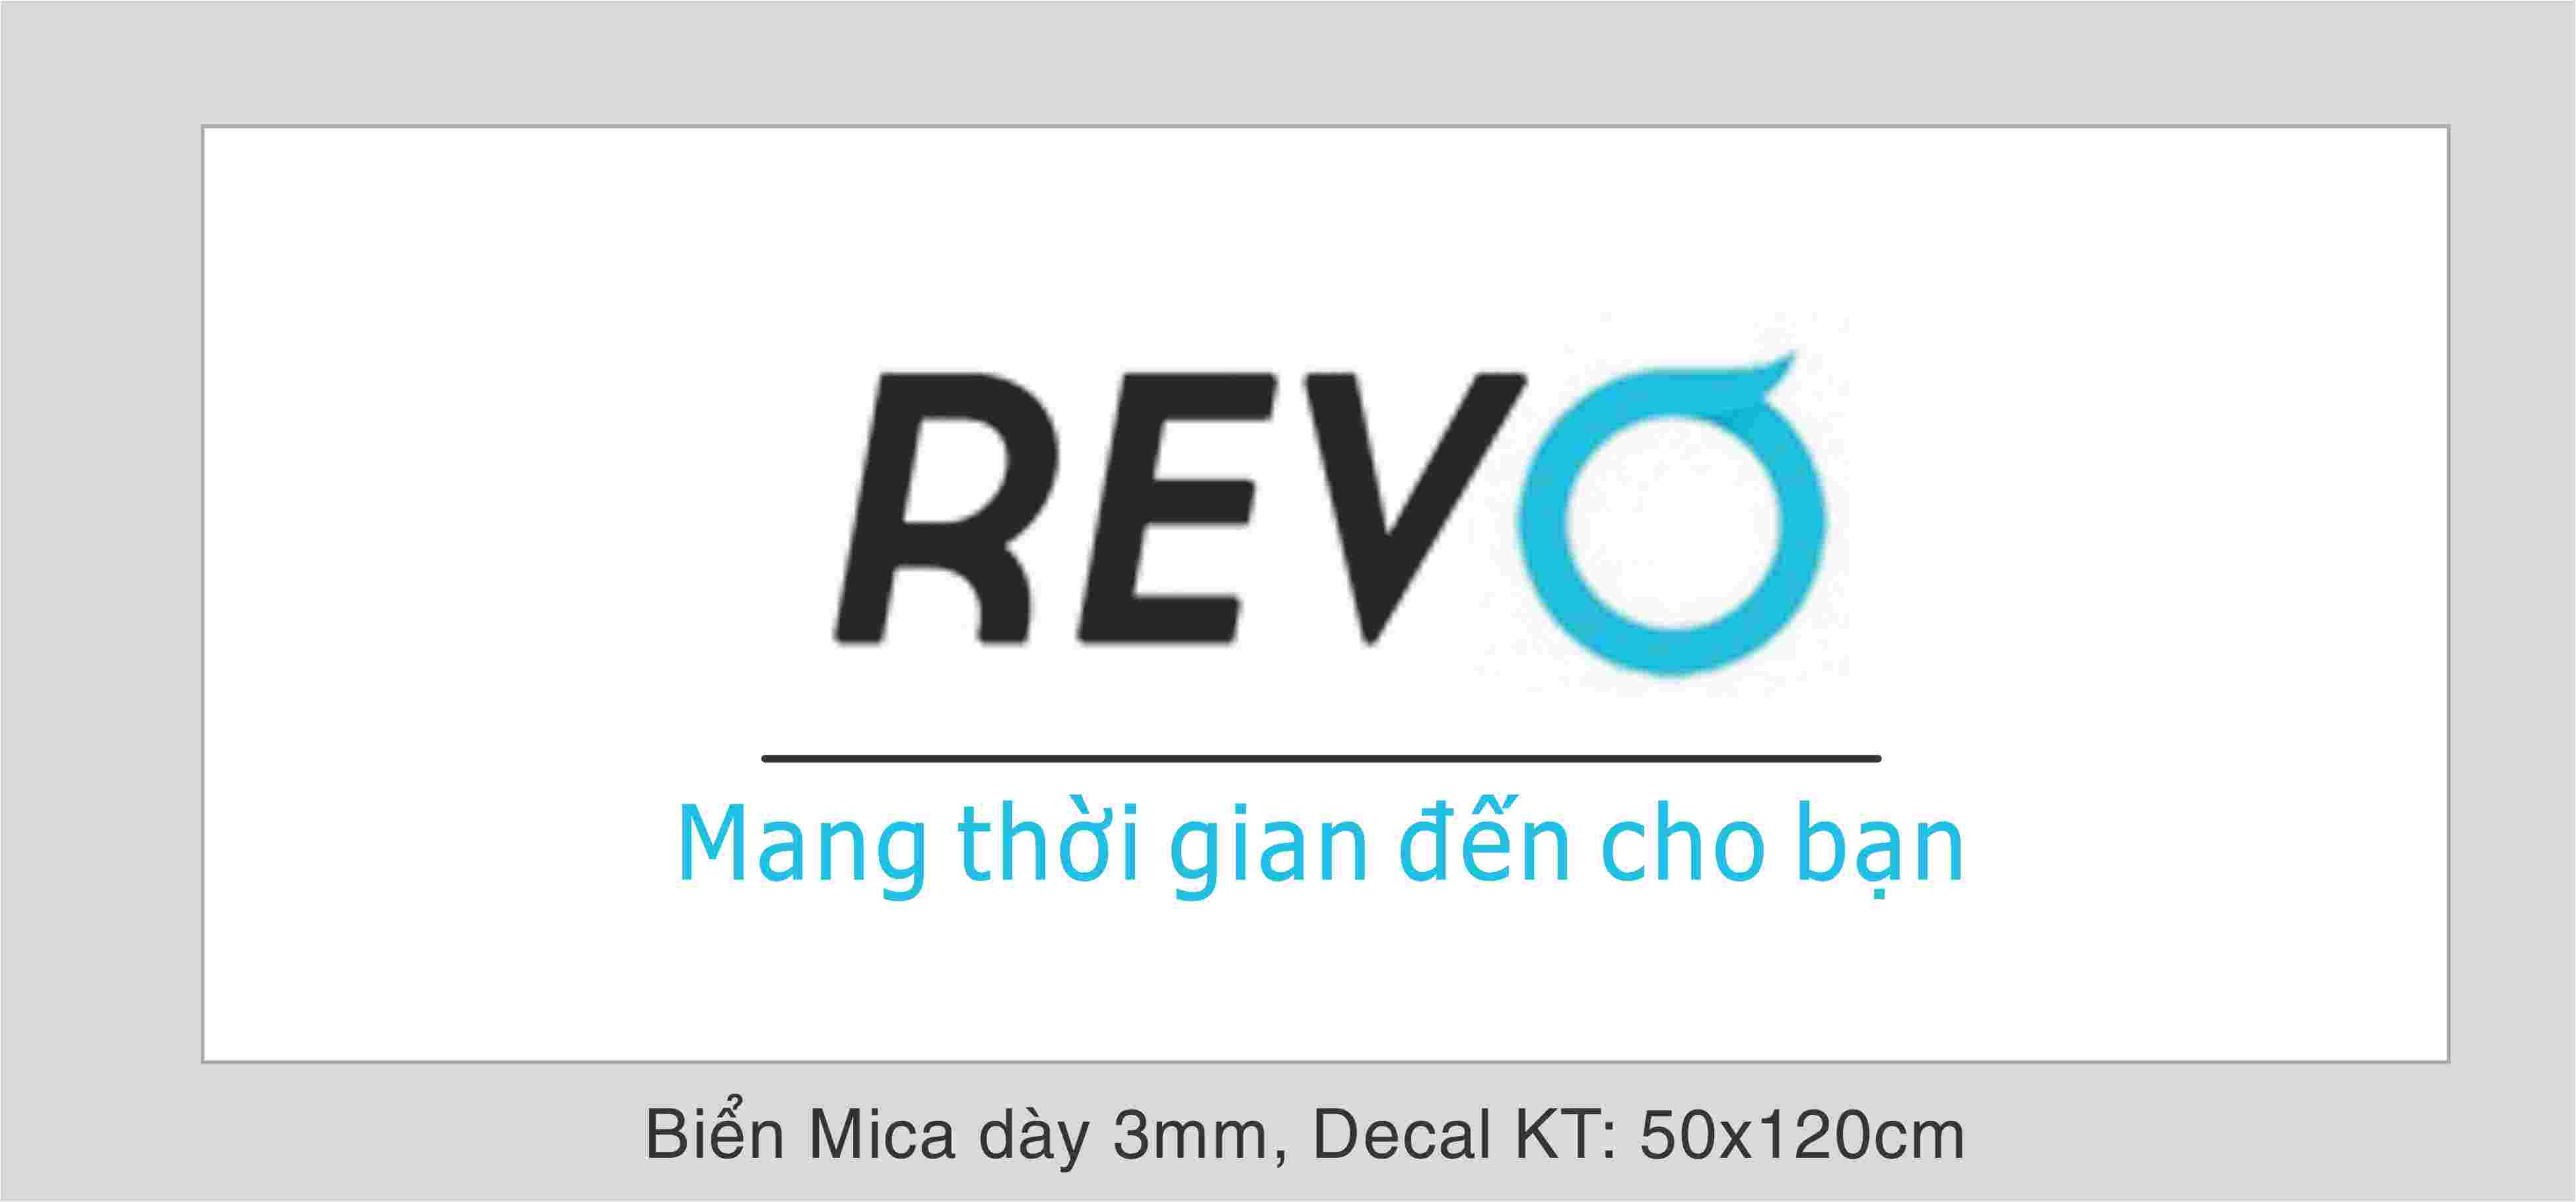 REVO
Mang thời gian đến cho bạn
Biển Mica dày 3mm, Decal KT: 50x120cm